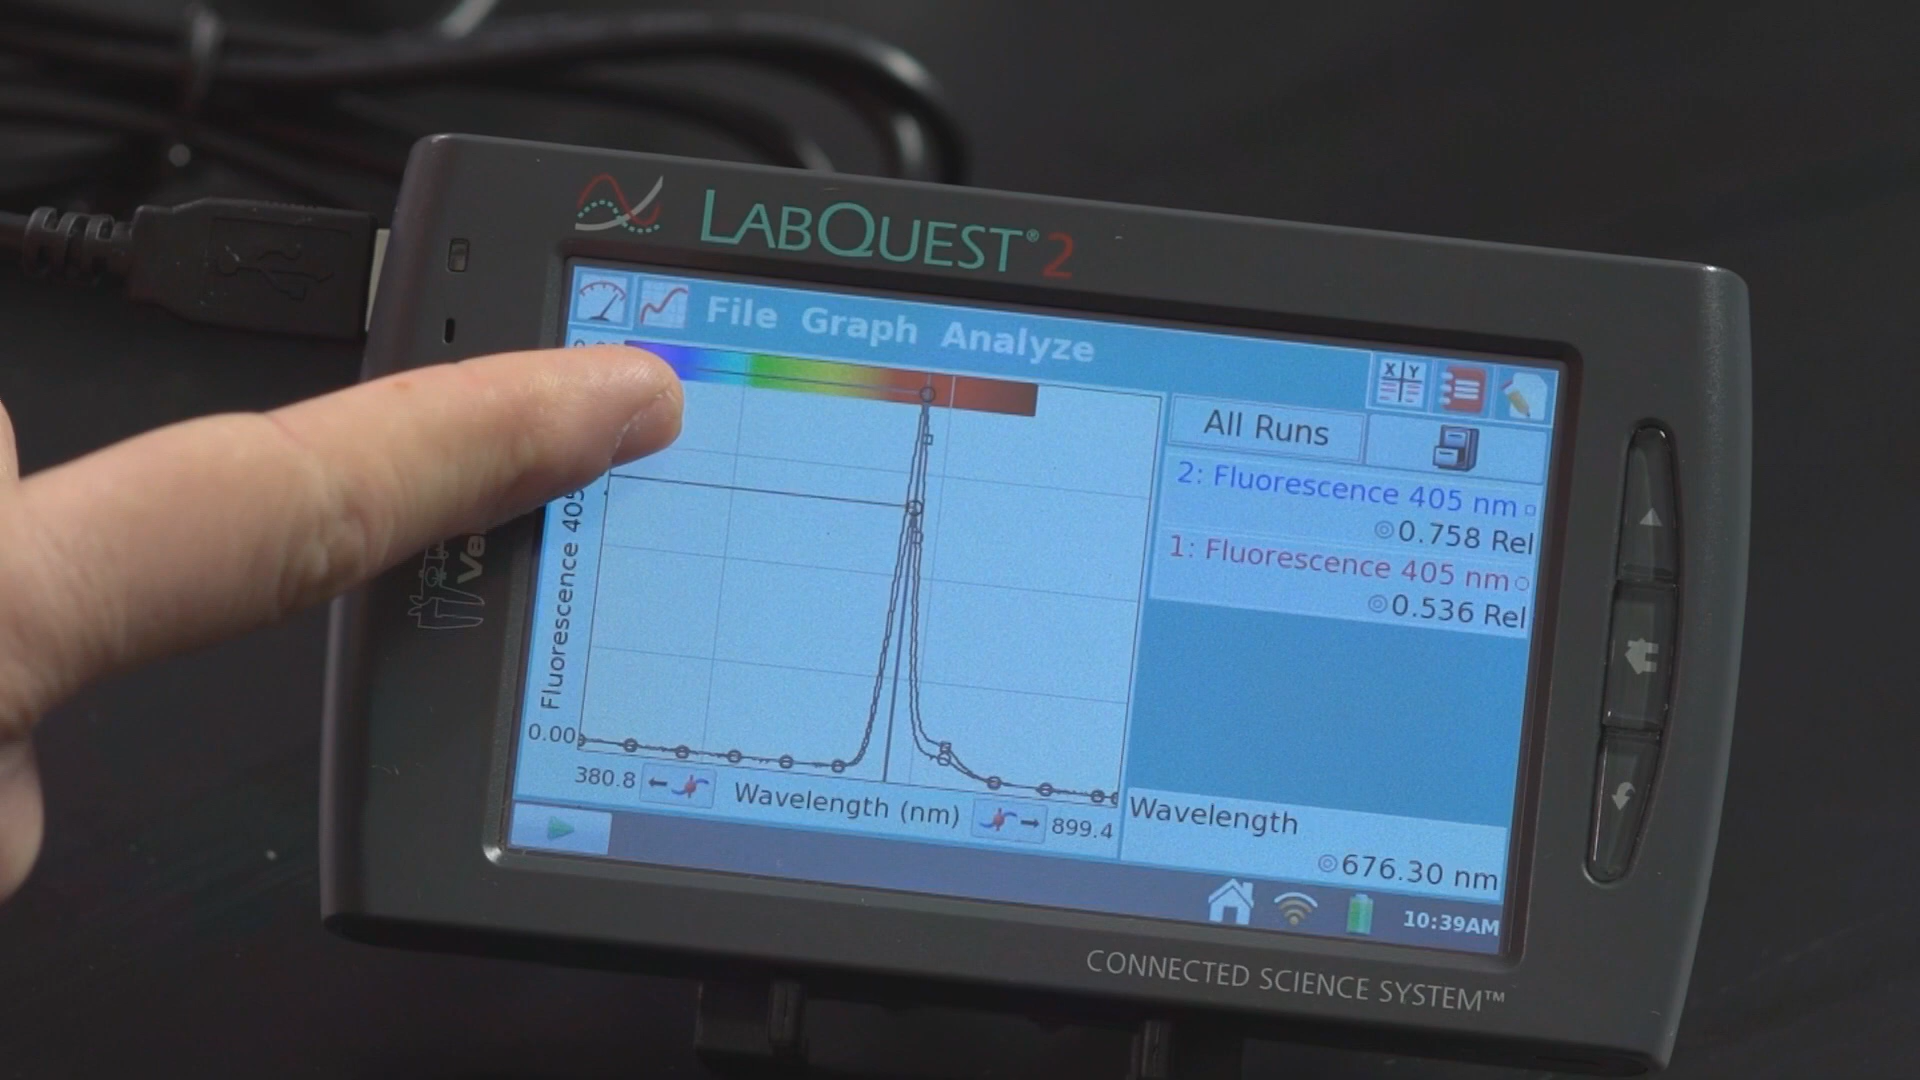 LABQUEST® 2
File Graph Analyze
X Y
All Runs
2: Fluorescence 405 nm
0.758 Rel
1: Fluorescence 405 nm
0.536 Rel
Fluorescence 405
0.00
380.8
Wavelength (nm)
899.4
Wavelength
676.30 nm
10:39AM
CONNECTED SCIENCE SYSTEM™